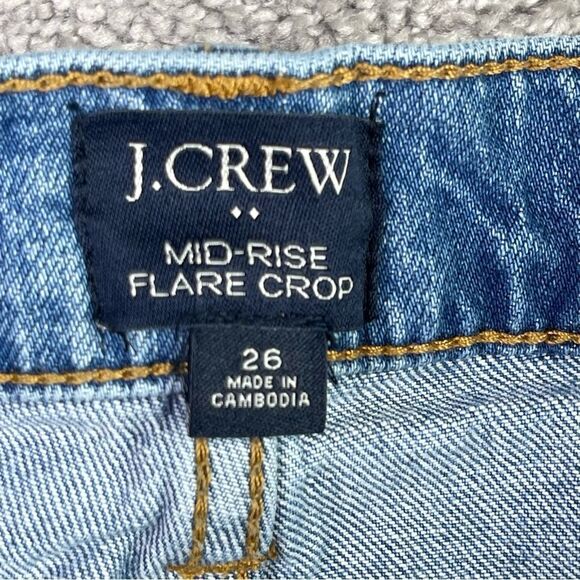 J.CREW
MID-RISE
FLARE CROP
26
MADE IN
CAMBODIA